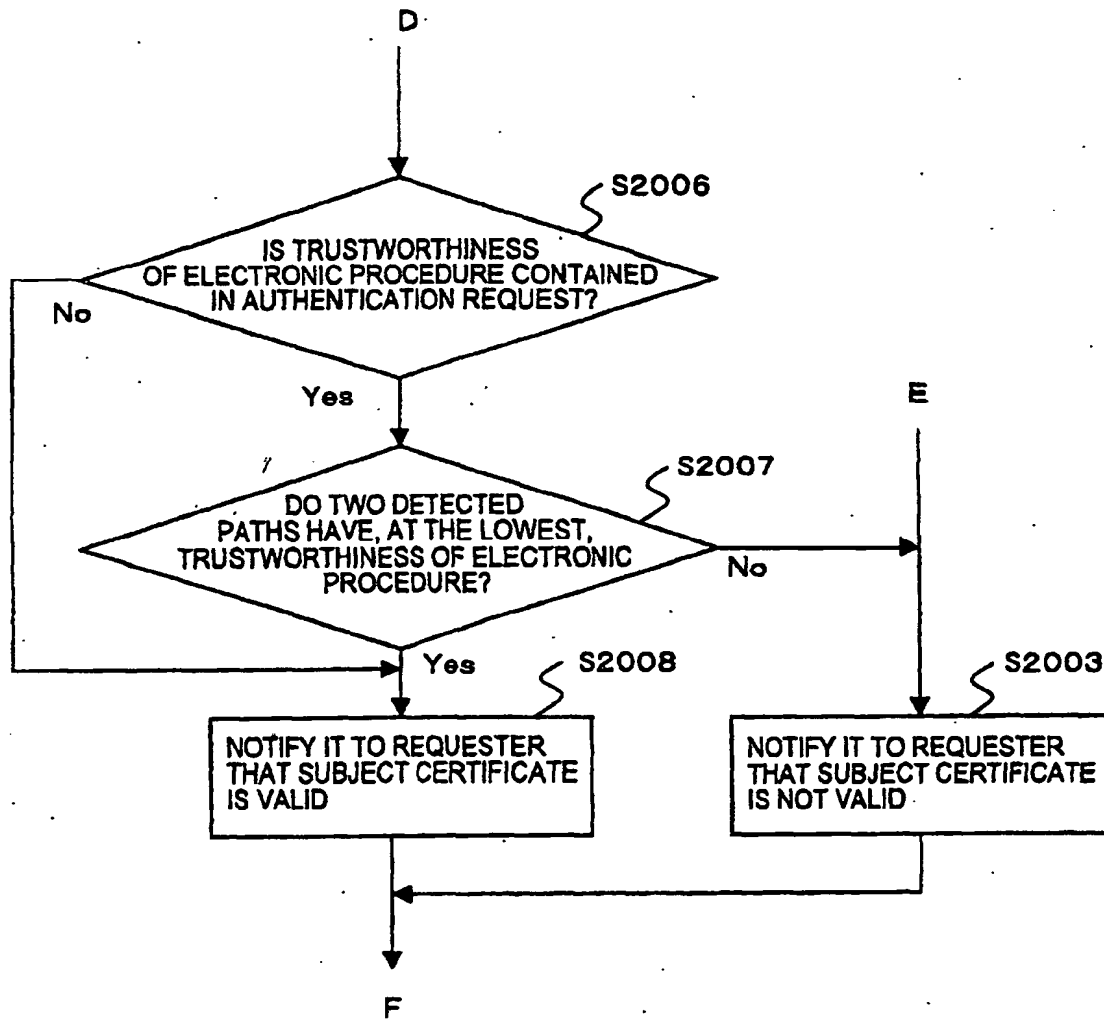 D
S2006
IS TRUSTWORTHINESS
OF ELECTRONIC PROCEDURE CONTAINED
IN AUTHENTICATION REQUEST?
No
Yes
E
S2007
DO TWO DETECTED
PATHS HAVE, AT THE LOWEST,
TRUSTWORTHINESS OF ELECTRONIC
PROCEDURE?
No
Yes
S2008
S2003
NOTIFY IT TO REQUESTER
THAT SUBJECT CERTIFICATE
IS VALID
NOTIFY IT TO REQUESTER
THAT SUBJECT CERTIFICATE
IS NOT VALID
F